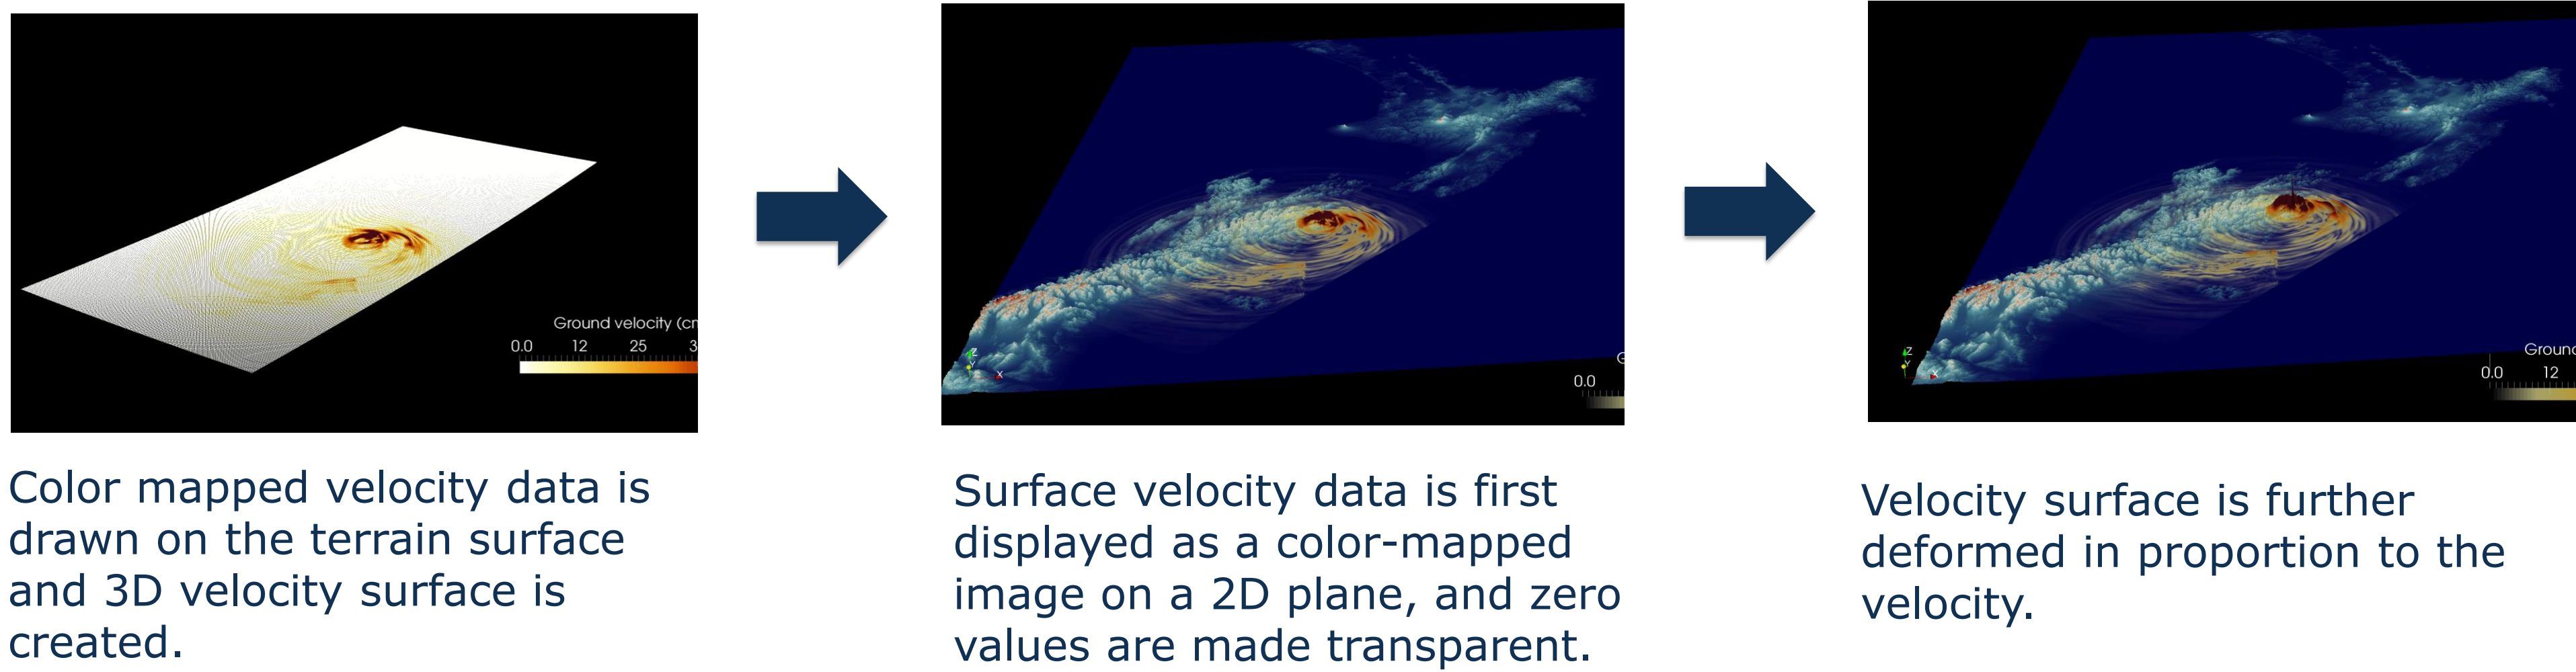 Ground velocity (cm
0.0 12 25 3
Color mapped velocity data is
drawn on the terrain surface
and 3D velocity surface is
created.
Z
Y
X
G
0.0
Surface velocity data is first
displayed as a color-mapped
image on a 2D plane, and zero
values are made transparent.
Z
Y
X
Ground
0.0 12
Velocity surface is further
deformed in proportion to the
velocity.